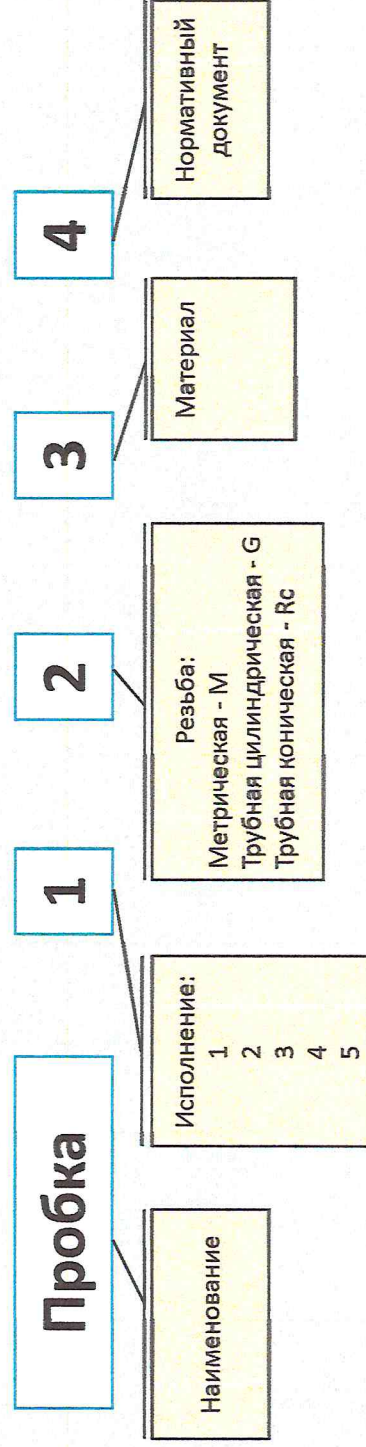 Пробка
1
2
3
4
Наименование
Исполнение:
1
2
3
4
5
Резьба:
Метрическая - M
Трубная цилиндрическая - G
Трубная коническая - Rc
Материал
Нормативный
документ